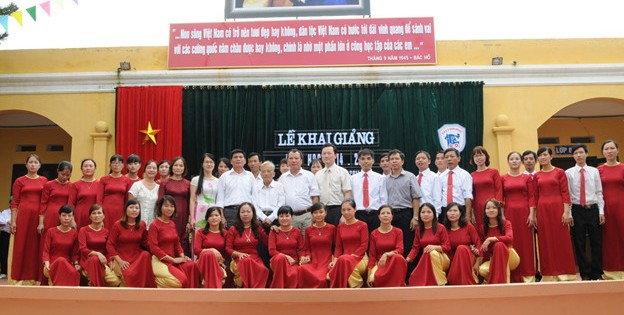 "...Non sông Việt Nam có trở nên tươi đẹp hay không, dân tộc Việt Nam có bước tới đài vinh quang để sánh vai
với các cường quốc năm châu được hay không, chính là nhờ một phần lớn ở công học tập của các em ..."
THÁNG 9 NĂM 1945 - BÁC HỒ
LỄ KHAI GIẢNG
LỚP